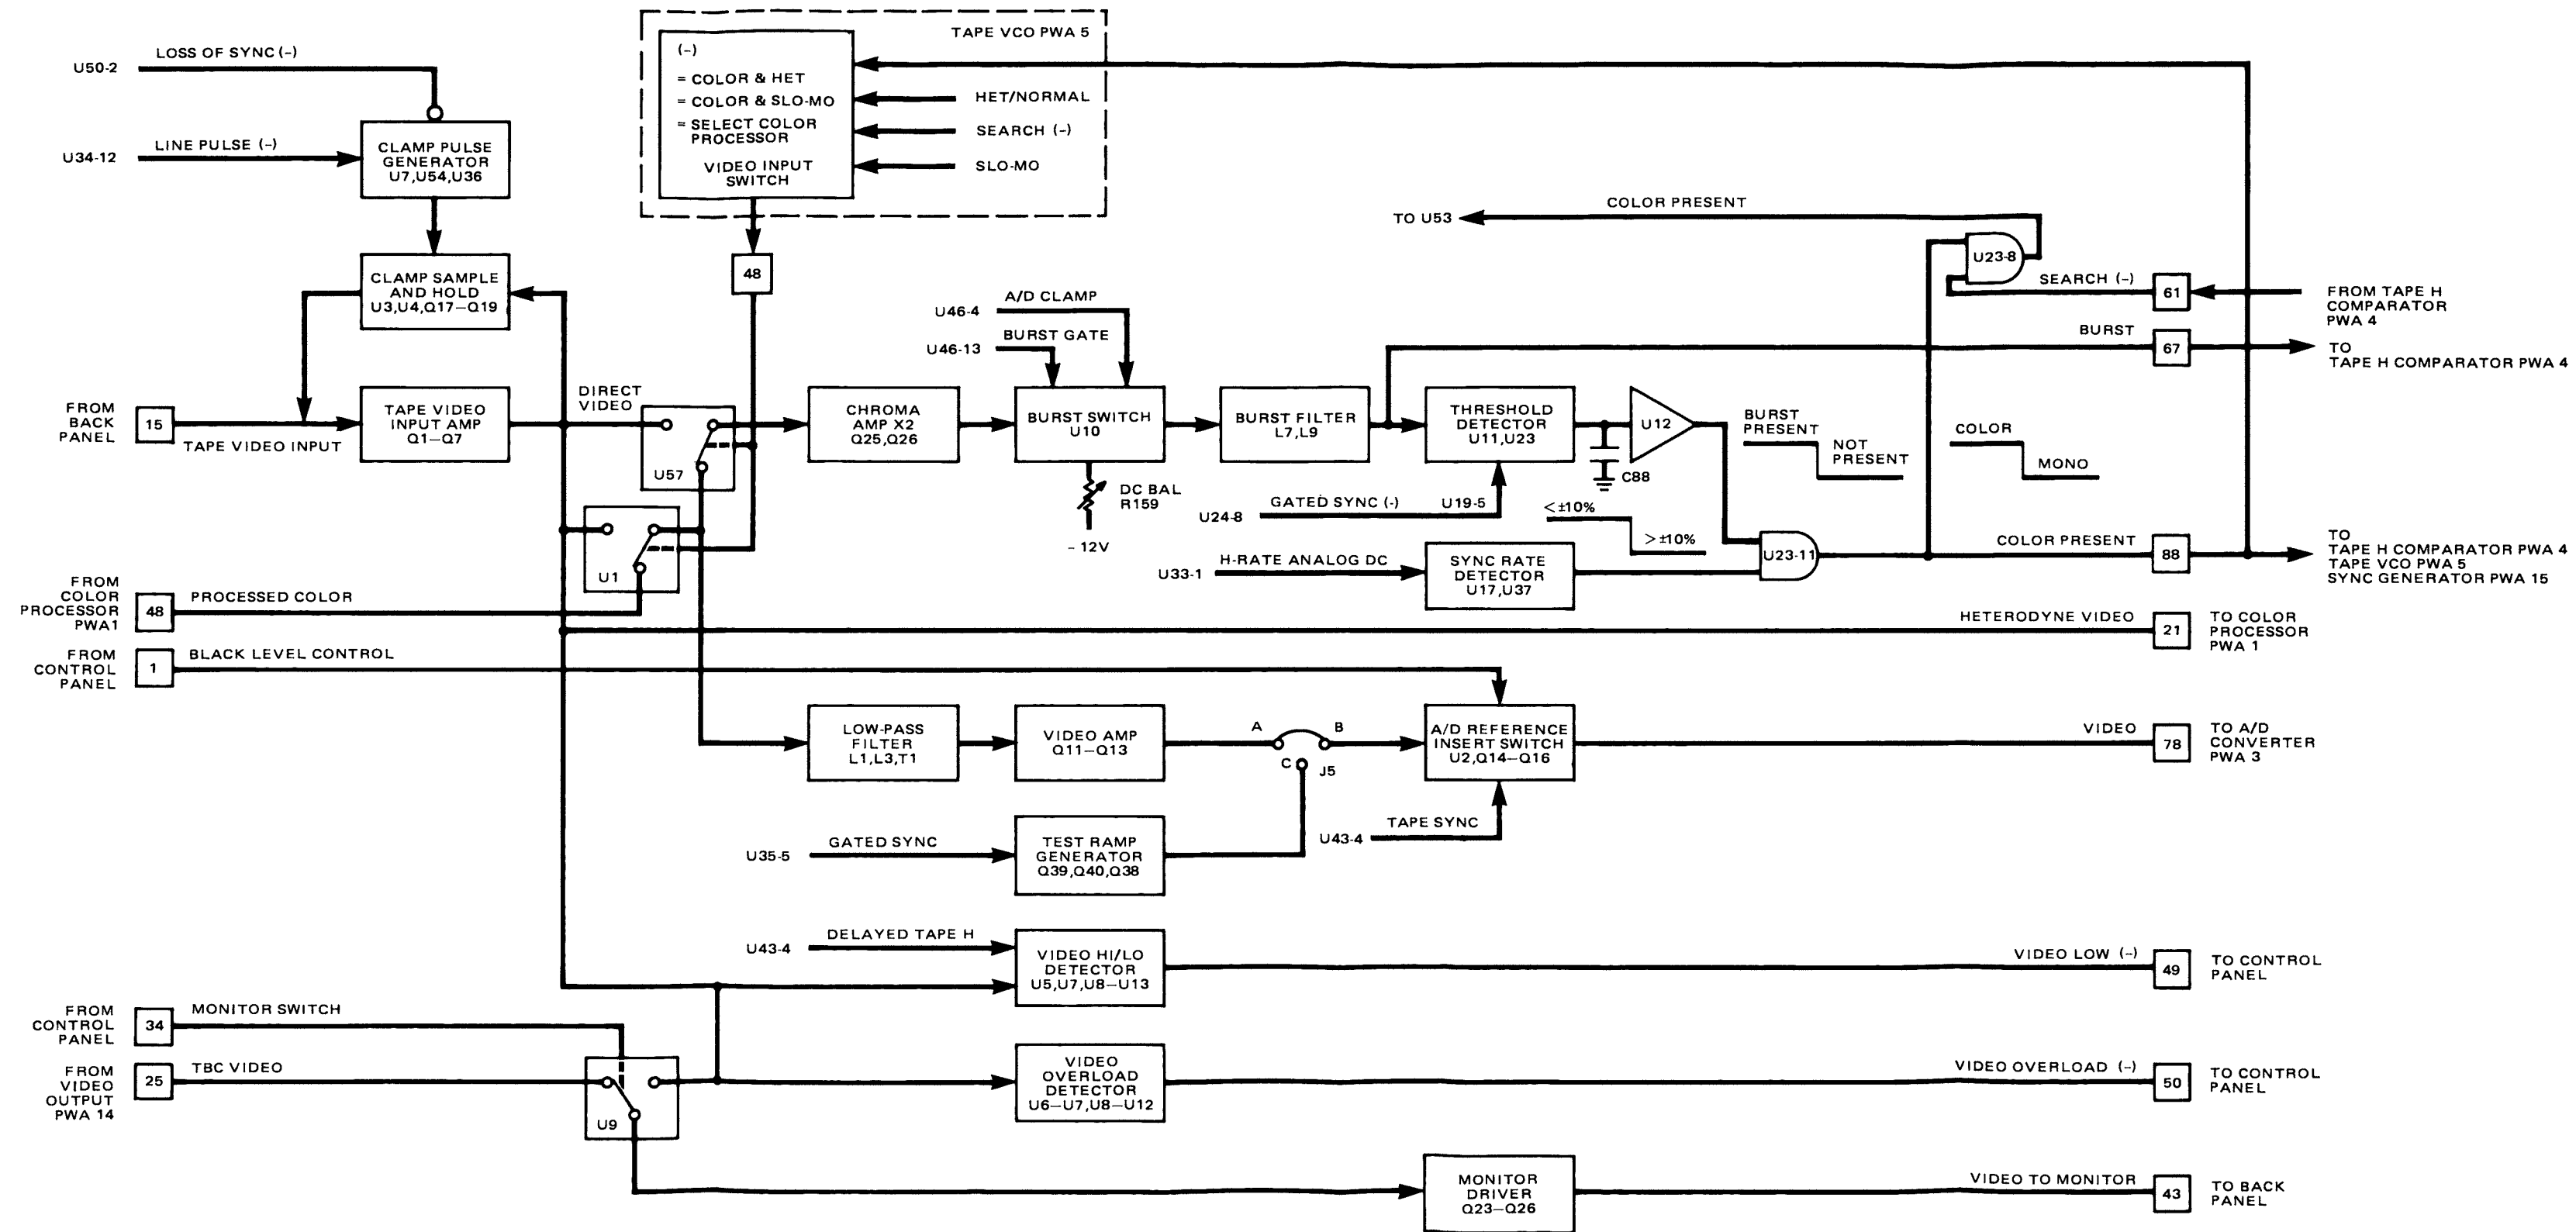 LOSS OF SYNC (-)
U50-2
LINE PULSE (-)
U34-12
CLAMP PULSE
GENERATOR
U7,U54,U36
CLAMP SAMPLE
AND HOLD
U3,U4,Q17—Q19
TAPE VCO PWA 5
(-)
= COLOR & HET
= COLOR & SLO-MO
= SELECT COLOR
PROCESSOR
VIDEO INPUT
SWITCH
HET/NORMAL
SEARCH (-)
SLO-MO
48
TO U53
COLOR PRESENT
U23-8
SEARCH (-)
61
FROM TAPE H
COMPARATOR
PWA 4
BURST
67
TO
TAPE H COMPARATOR PWA 4
A/D CLAMP
U46-4
BURST GATE
U46-13
FROM
BACK
PANEL
15
TAPE VIDEO INPUT
TAPE VIDEO
INPUT AMP
Q1—Q7
DIRECT
VIDEO
U57
CHROMA
AMP X2
Q25,Q26
BURST SWITCH
U10
DC BAL
R159
- 12V
BURST FILTER
L7,L9
THRESHOLD
DETECTOR
U11,U23
U12
C88
BURST
PRESENT
NOT
PRESENT
COLOR
MONO
GATED SYNC (-)
U24-8
U19-5
<±10%
>±10%
U23-11
COLOR PRESENT
88
TO
TAPE H COMPARATOR PWA 4
TAPE VCO PWA 5
SYNC GENERATOR PWA 15
H-RATE ANALOG DC
U33-1
SYNC RATE
DETECTOR
U17,U37
U1
FROM
COLOR
PROCESSOR
PWA1
48
PROCESSED COLOR
HETERODYNE VIDEO
21
TO COLOR
PROCESSOR
PWA 1
FROM
CONTROL
PANEL
1
BLACK LEVEL CONTROL
LOW-PASS
FILTER
L1,L3,T1
VIDEO AMP
Q11—Q13
A
B
C
J5
A/D REFERENCE
INSERT SWITCH
U2,Q14—Q16
VIDEO
78
TO A/D
CONVERTER
PWA 3
TAPE SYNC
U43-4
GATED SYNC
U35-5
TEST RAMP
GENERATOR
Q39,Q40,Q38
DELAYED TAPE H
U43-4
VIDEO HI/LO
DETECTOR
U5,U7,U8—U13
VIDEO LOW (-)
49
TO CONTROL
PANEL
FROM
CONTROL
PANEL
34
MONITOR SWITCH
FROM
VIDEO
OUTPUT
PWA 14
25
TBC VIDEO
U9
VIDEO
OVERLOAD
DETECTOR
U6—U7,U8—U12
VIDEO OVERLOAD (-)
50
TO CONTROL
PANEL
MONITOR
DRIVER
Q23—Q26
VIDEO TO MONITOR
43
TO BACK
PANEL